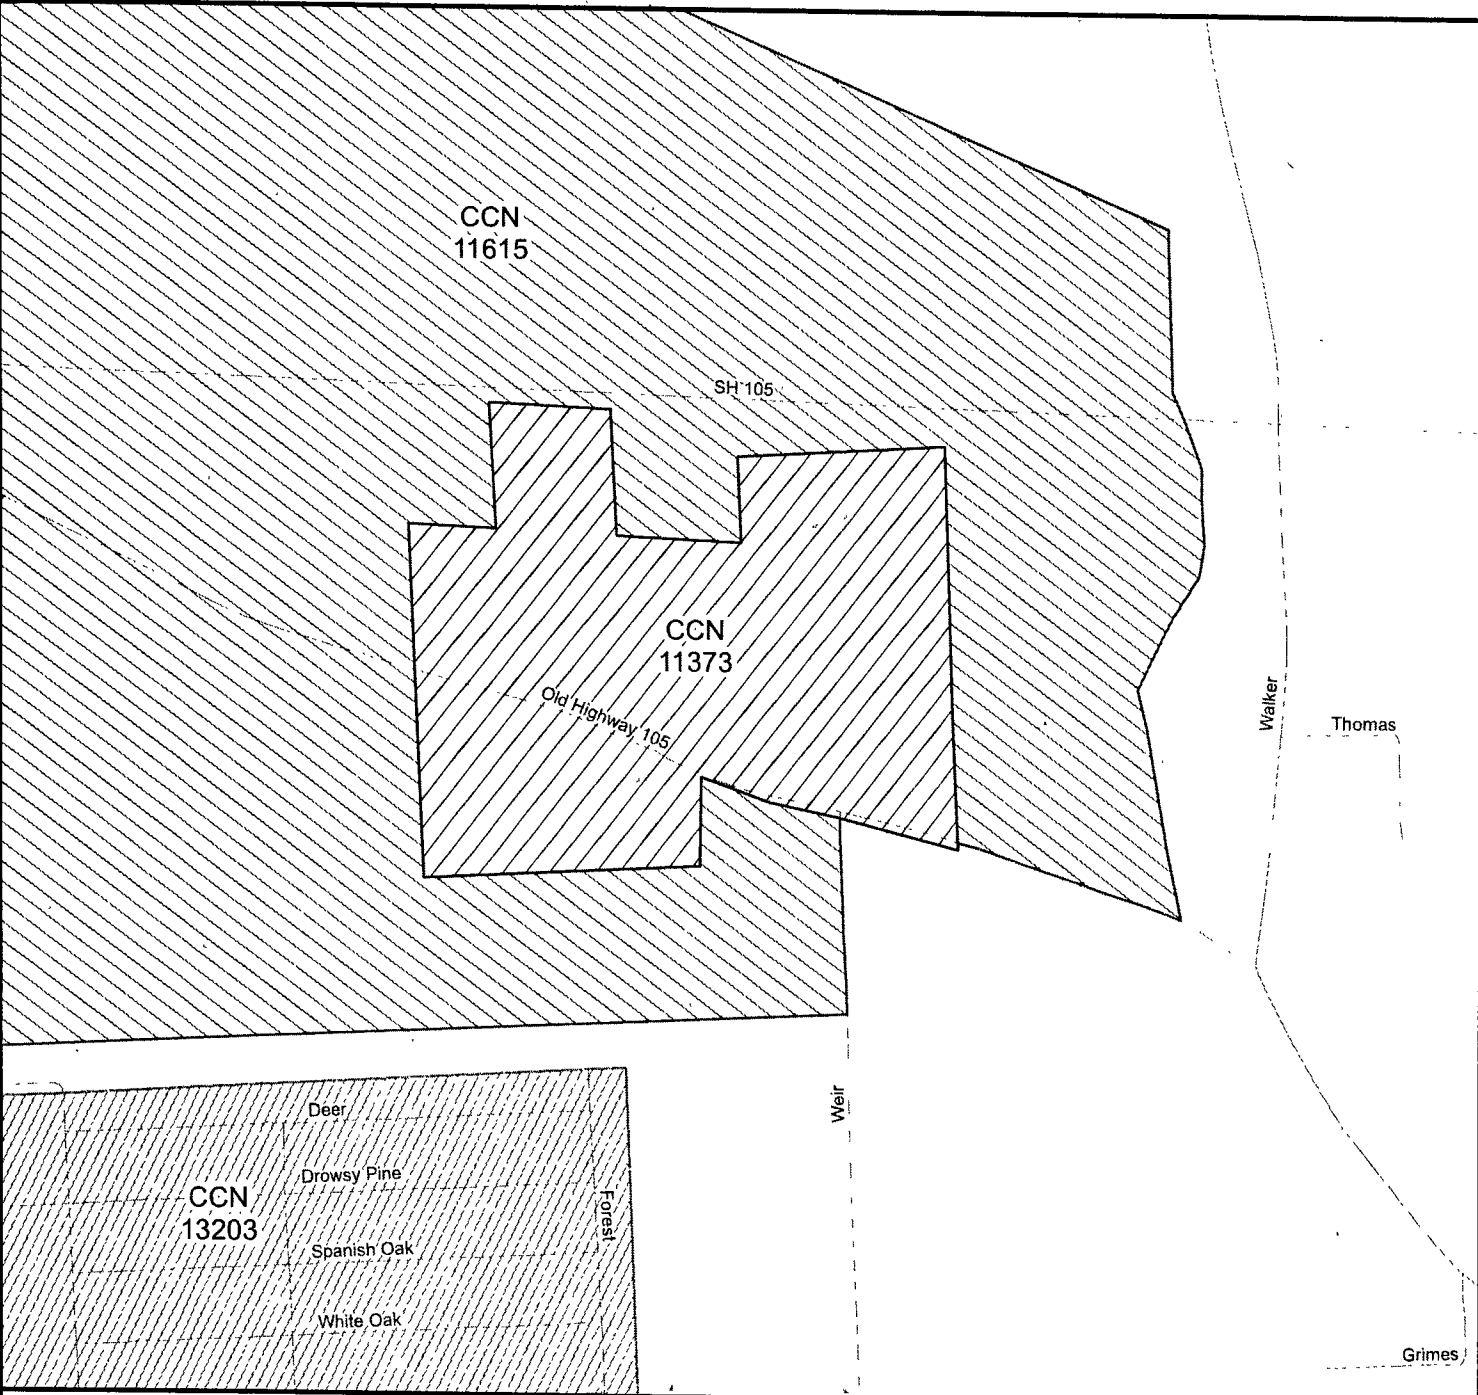 CCN
11615
SH 105
CCN
11373
Old Highway 105
Walker
Thomas
Weir
Deer
Drowsy Pine
CCN
13203
Forest
Spanish Oak
White Oak
Grimes